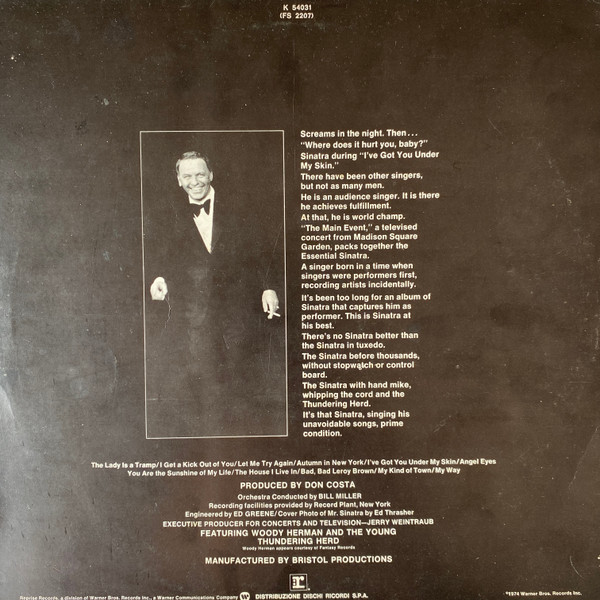 K 54031
(FS 2207)
Screams in the night. Then...
"Where does it hurt you, baby?"
Sinatra during "I've Got You Under
My Skin."
There have been other singers,
but not as many men.
He is an audience singer. It is there
he achieves fulfillment.
At that, he is world champ.
"The Main Event," a televised
concert from Madison Square
Garden, packs together the
Essential Sinatra.
A singer born in a time when
singers were performers first,
recording artists incidentally.
It's been too long for an album of
Sinatra that captures him as
performer. This is Sinatra at
his best.
There's no Sinatra better than
the Sinatra in tuxedo.
The Sinatra before thousands,
without stopwatch or control
board.
The Sinatra with hand mike,
whipping the cord and the
Thundering Herd.
It's that Sinatra, singing his
unavoidable songs, prime
condition.
The Lady Is a Tramp/I Get a Kick Out of You/Let Me Try Again/Autumn in New York/I've Got You Under My Skin/Angel Eyes
You Are the Sunshine of My Life/The House I Live In/Bad, Bad Leroy Brown/My Kind of Town/My Way
PRODUCED BY DON COSTA
Orchestra Conducted by BILL MILLER
Recording facilities provided by Record Plant, New York
Engineered by ED GREENE/Cover Photo of Mr. Sinatra by Ed Thrasher
EXECUTIVE PRODUCER FOR CONCERTS AND TELEVISION—JERRY WEINTRAUB
FEATURING WOODY HERMAN AND THE YOUNG
THUNDERING HERD
Woody Herman appears courtesy of Fantasy Records
MANUFACTURED BY BRISTOL PRODUCTIONS
r:
Reprise Records, a division of Warner Bros. Records Inc., a Warner Communications Company W DISTRIBUZIONE DISCHI RICORDI S.P.A. ℗1974 Warner Bros. Records Inc.